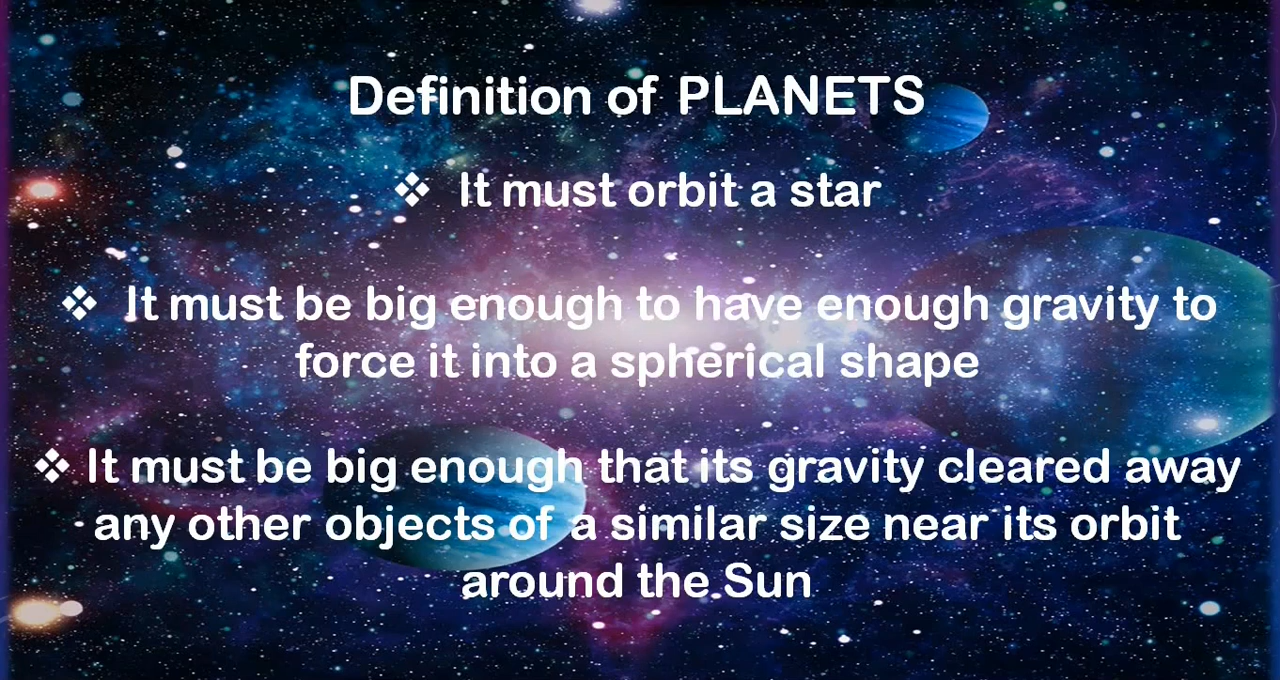 Definition of PLANETS
❖ It must orbit a star
❖ It must be big enough to have enough gravity to
force it into a spherical shape
❖ It must be big enough that its gravity cleared away
any other objects of a similar size near its orbit
around the Sun